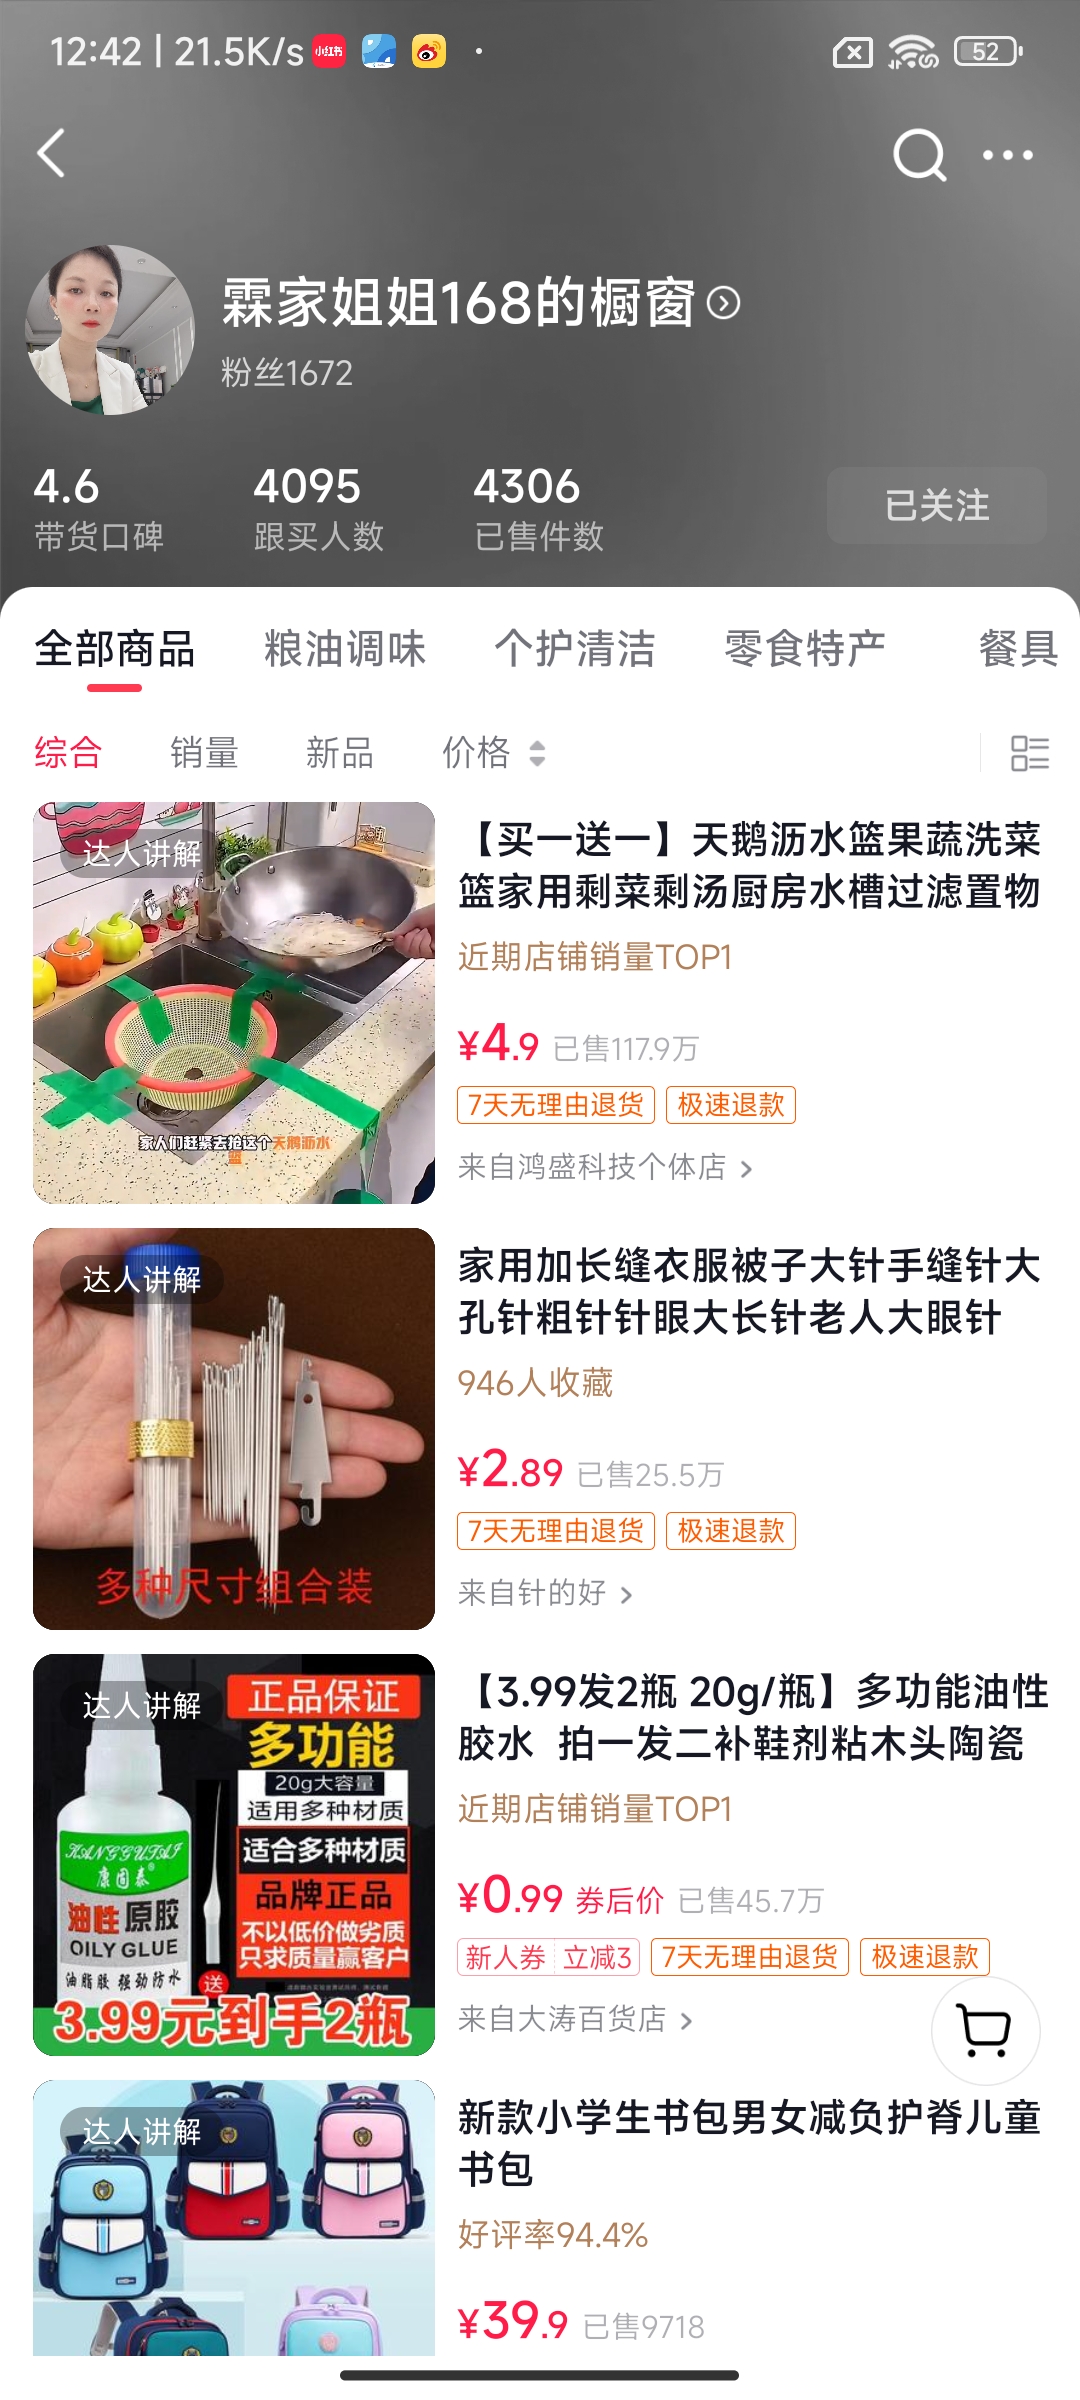 12:42 | 21.5K/s 小红书
52
霖家姐姐168的橱窗
粉丝1672
4.6 4095 4306
带货口碑 跟买人数 已售件数
已关注
全部商品 粮油调味 个护清洁 零食特产 餐具
综合 销量 新品 价格
达人讲解
家人们赶紧去抢这个天鹅沥水
篮
【买一送一】天鹅沥水篮果蔬洗菜
篮家用剩菜剩汤厨房水槽过滤置物
近期店铺销量TOP1
¥4.9 已售117.9万
7天无理由退货 极速退款
来自鸿盛科技个体店
达人讲解
多种尺寸组合装
家用加长缝衣服被子大针手缝针大
孔针粗针针眼大长针老人大眼针
946人收藏
¥2.89 已售25.5万
7天无理由退货 极速退款
来自针的好
达人讲解
正品保证
多功能
20g大容量
适用多种材质
适合多种材质
品牌正品
不以低价做劣质
只求质量赢客户
KANGGUTAI
康固泰®
油性原胶
OILY GLUE
油脂胶 强劲防水
送
3.99元到手2瓶
【3.99发2瓶 20g/瓶】多功能油性
胶水 拍一发二补鞋剂粘木头陶瓷
近期店铺销量TOP1
¥0.99 券后价 已售45.7万
新人券 立减3 7天无理由退货 极速退款
来自大涛百货店
达人讲解
新款小学生书包男女减负护脊儿童
书包
好评率94.4%
¥39.9 已售9718